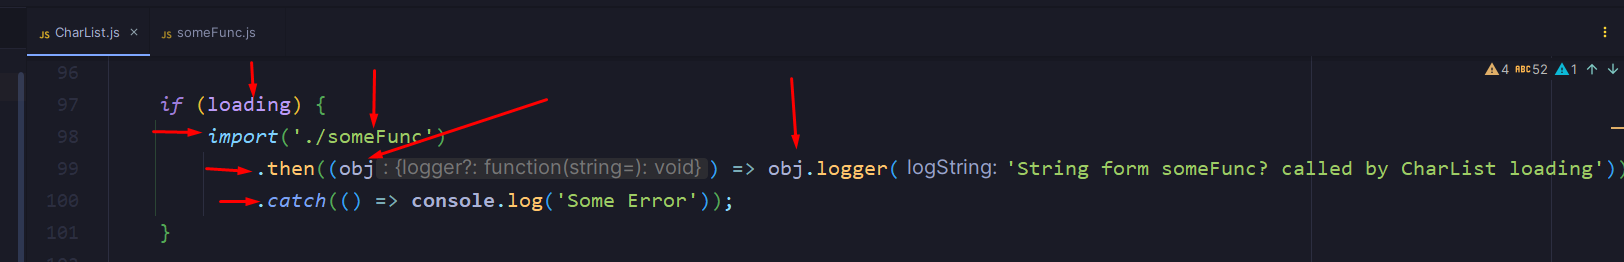 JS CharList.js × JS someFunc.js
96 4 ABC 52 1
97 if (loading) {
98 import('./someFunc')
99 .then((obj : {logger?: function(string=): void} ) => obj.logger( logString: 'String form someFunc? called by CharList loading'))
100 .catch(() => console.log('Some Error'));
101 }